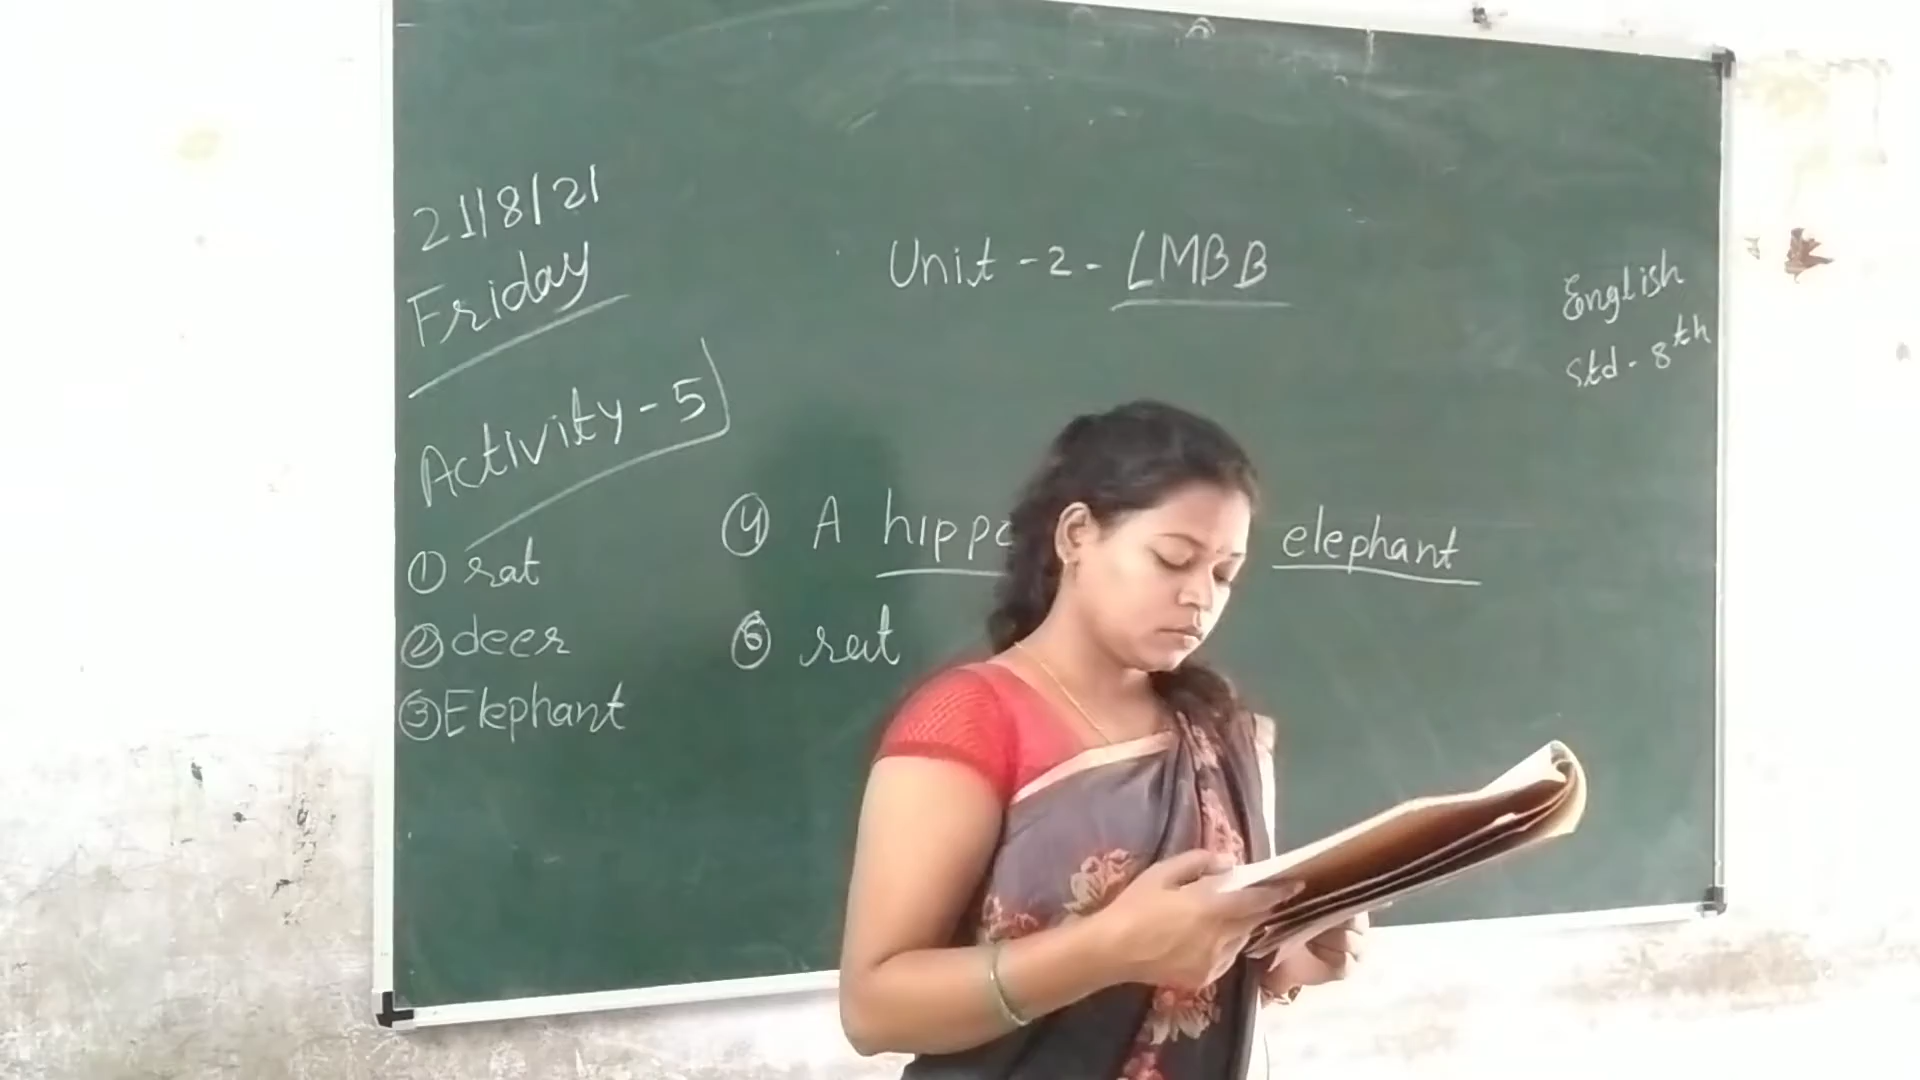 21/8/21
Friday
Unit - 2 - LMBB
English
Std - 8th
Activity - 5
① rat
② deer
③ Elephant
④ A hippo elephant
⑥ rat